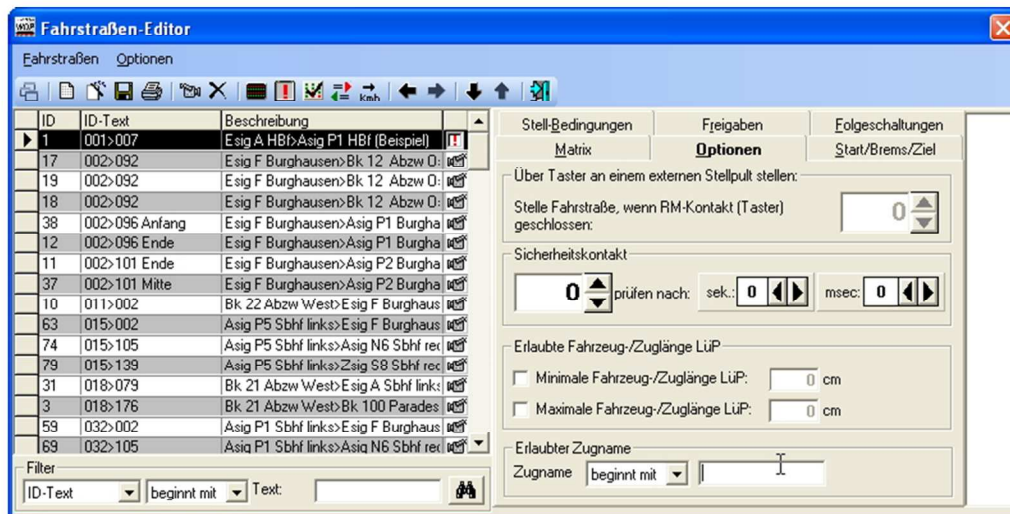 Fahrstraßen-Editor
Fahrstraßen Optionen
kmh
ID ID-Text Beschreibung
1 001>007 Esig A HBf>Asig P1 HBf (Beispiel)
17 002>092 Esig F Burghausen>Bk 12 Abzw O:
19 002>092 Esig F Burghausen>Bk 12 Abzw O:
18 002>092 Esig F Burghausen>Bk 12 Abzw O:
38 002>096 Anfang Esig F Burghausen>Asig P1 Burgha
12 002>096 Ende Esig F Burghausen>Asig P1 Burgha
11 002>101 Ende Esig F Burghausen>Asig P2 Burgha
37 002>101 Mitte Esig F Burghausen>Asig P2 Burgha
10 011>002 Bk 22 Abzw West>Esig F Burghaus
63 015>002 Asig P5 Sbhf links>Esig F Burghaus
74 015>105 Asig P5 Sbhf links>Asig N6 Sbhf rec
79 015>139 Asig P5 Sbhf links>Zsig S8 Sbhf rec
31 018>079 Bk 21 Abzw West>Esig A Sbhf links
3 018>176 Bk 21 Abzw West>Bk 100 Parades
59 032>002 Asig P1 Sbhf links>Esig F Burghaus
69 032>105 Asig P1 Sbhf links>Asig N6 Sbhf rec
Filter
ID-Text beginnt mit Text:
Stell-Bedingungen Freigaben Folgeschaltungen
Matrix Optionen Start/Brems/Ziel
Über Taster an einem externen Stellpult stellen:
Stelle Fahrstraße, wenn RM-Kontakt (Taster) 0
geschlossen:
Sicherheitskontakt
0 prüfen nach: sek.: 0 msec: 0
Erlaubte Fahrzeug-/Zuglänge LüP
Minimale Fahrzeug-/Zuglänge LüP: 0 cm
Maximale Fahrzeug-/Zuglänge LüP: 0 cm
Erlaubter Zugname
Zugname beginnt mit